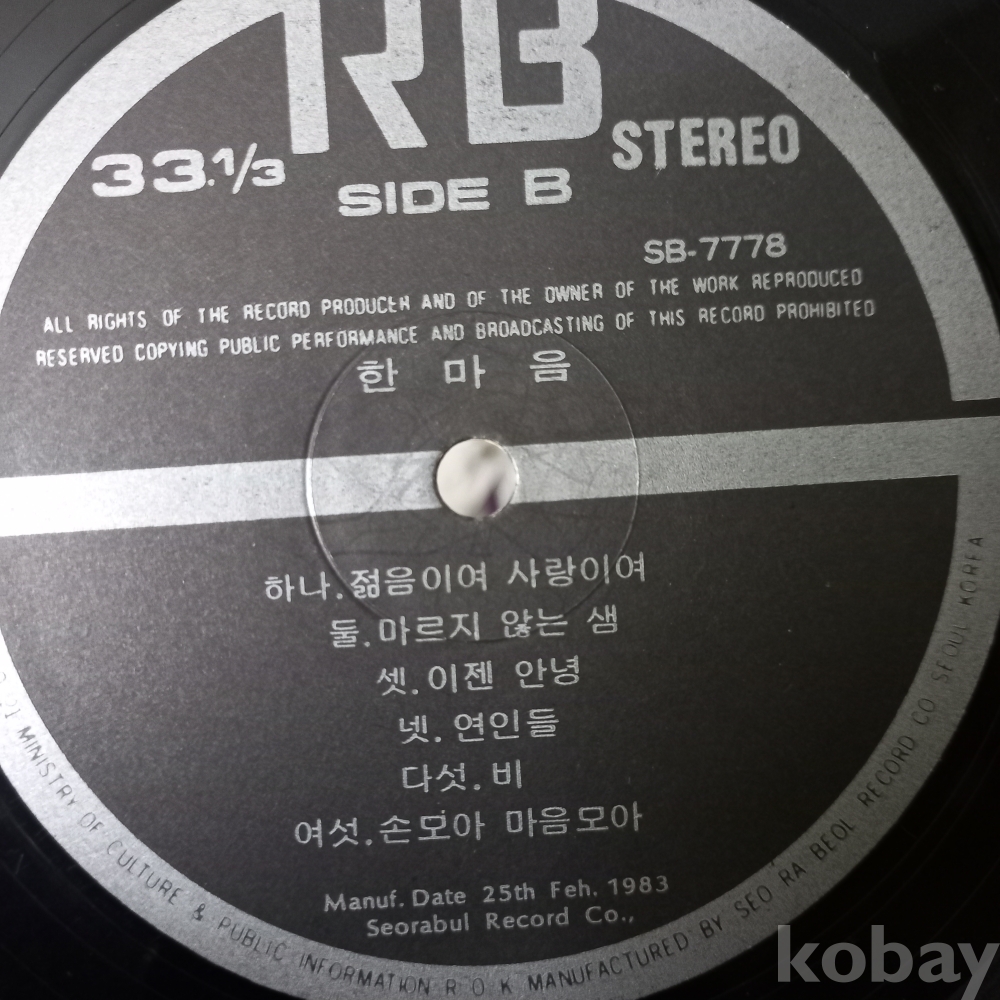 RB
33.1/3
STEREO
SIDE B
SB-7778
ALL RIGHTS OF THE RECORD PRODUCER AND OF THE OWNER OF THE WORK REPRODUCED
RESERVED COPYING PUBLIC PERFORMANCE AND BROADCASTING OF THIS RECORD PROHIBITED
한 마 음
하나.젊음이여 사랑이여
둘.마르지 않는 샘
셋.이젠 안녕
넷.연인들
다섯.비
여섯.손모아 마음모아
Manuf. Date 25th Feh. 1983
Seorabul Record Co.,
MINISTRY OF CULTURE & PUBLIC INFORMATION R O K MANUFACTURED BY SEO RA BEOL RECORD CO SEOUL KOREA
kobay